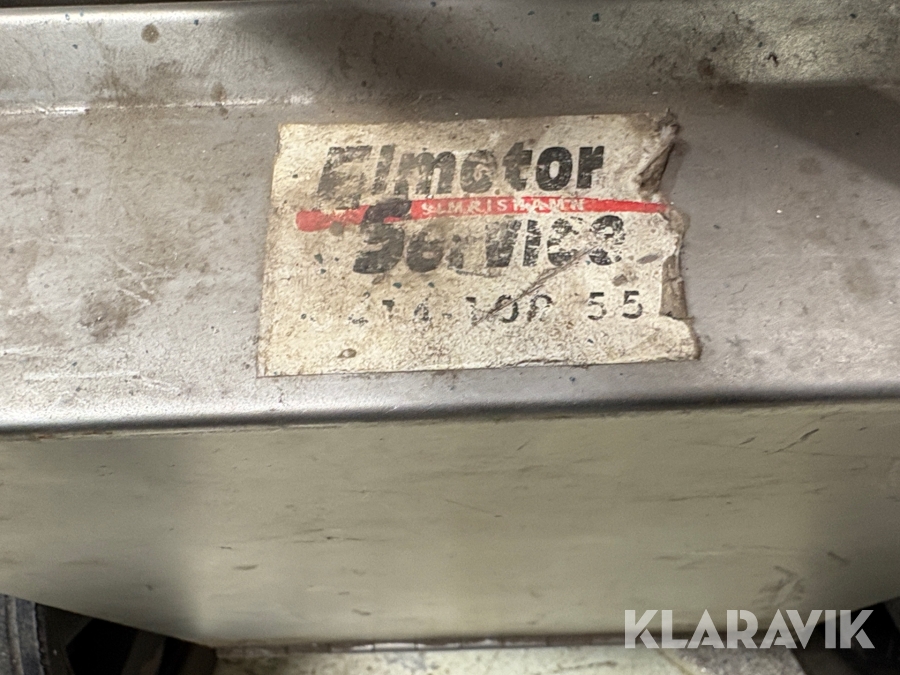 Elmotor
SIMRISHAMN
Service
55
KLARAVIK